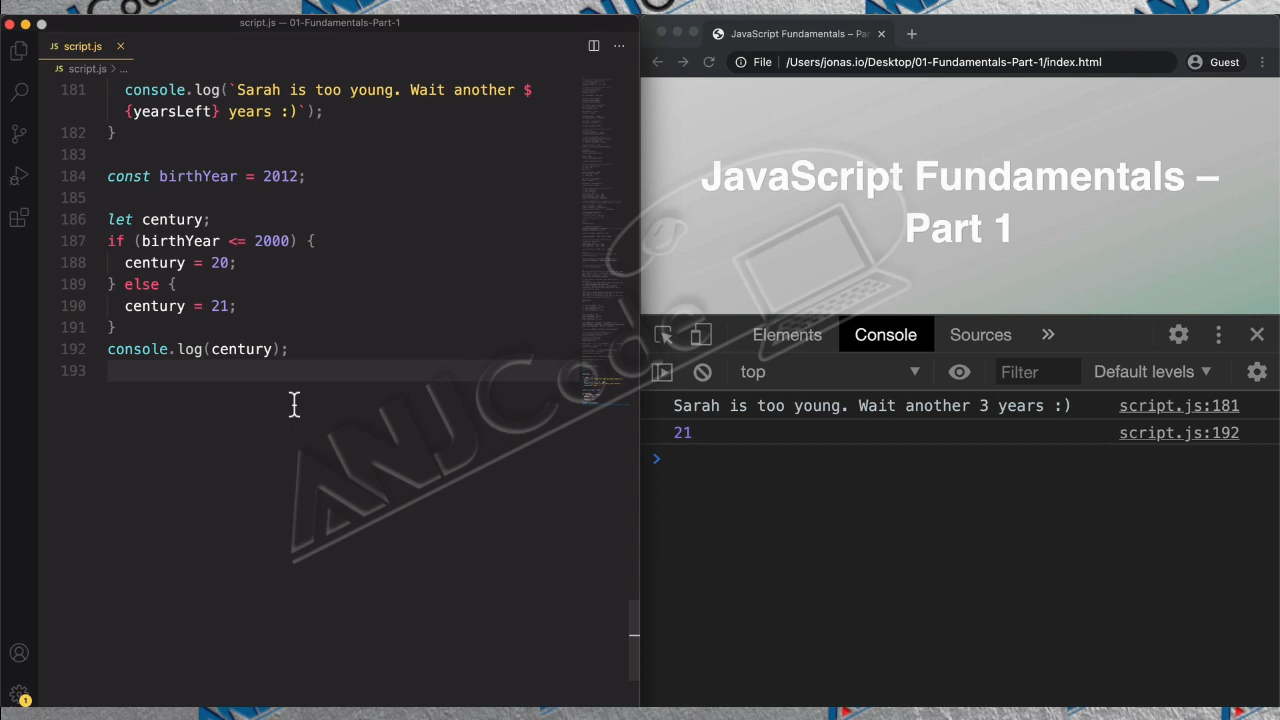 script.js — 01-Fundamentals-Part-1
JS script.js ×
JS script.js > ...
181 console.log(`Sarah is too young. Wait another $
{yearsLeft} years :)`);
182 }
183
184 const birthYear = 2012;
185
186 let century;
187 if (birthYear <= 2000) {
188 century = 20;
189 } else {
190 century = 21;
191 }
192 console.log(century);
193
1
JavaScript Fundamentals – Par
File /Users/jonas.io/Desktop/01-Fundamentals-Part-1/index.html
Guest
JavaScript Fundamentals –
Part 1
Elements Console Sources »
top Filter Default levels ▼
Sarah is too young. Wait another 3 years :) script.js:181
21 script.js:192
>